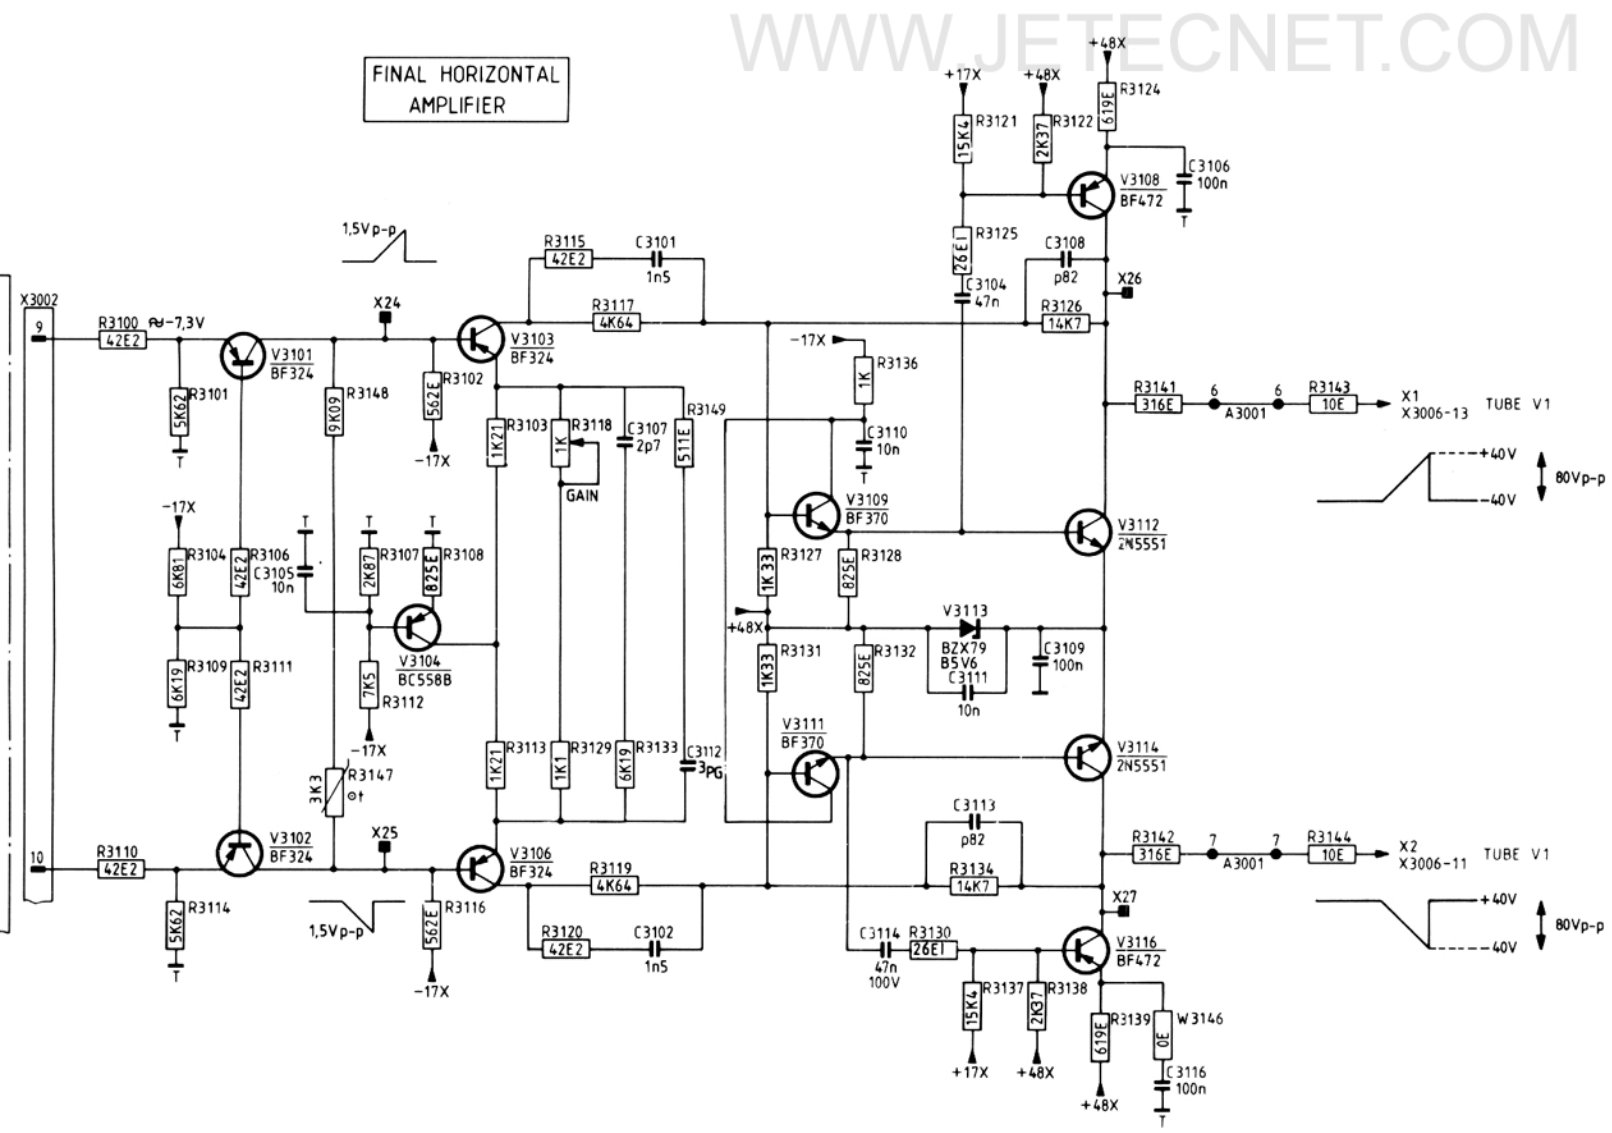 WWW.JETECNET.COM
FINAL HORIZONTAL
AMPLIFIER
+48X
+17X
+48X
R3124
619E
R3121
15K4
R3122
2K37
C3106
100n
V3108
BF472
1,5Vp-p
R3115
42E2
C3101
1n5
R3125
26E1
C3108
p82
C3104
47n
X26
X3002
9
R3100
42E2
-7,3V
X24
R3117
4K64
R3126
14K7
V3101
BF324
V3103
BF324
-17X
R3136
1K
R3101
5K62
R3148
9K09
R3102
562E
-17X
R3103
1K21
R3118
1K
GAIN
C3107
2p7
R3149
511E
C3110
10n
R3141
316E
6
A3001
6
R3143
10E
X1
X3006-13
TUBE V1
+40V
-40V
80Vp-p
V3109
BF370
V3112
2N5551
-17X
R3104
6K81
R3106
42E2
C3105
10n
R3107
2K87
R3108
825E
R3127
1K33
R3128
825E
+48X
V3113
BZX79
B5V6
C3111
10n
C3109
100n
R3109
6K19
R3111
42E2
V3104
BC558B
R3112
7K5
-17X
R3131
1K33
R3132
825E
V3111
BF370
V3114
2N5551
R3147
3K3
t
R3113
1K21
R3129
1K1
R3133
6K19
C3112
3PG
C3113
p82
10
R3110
42E2
V3102
BF324
X25
V3106
BF324
R3119
4K64
R3134
14K7
R3142
316E
7
A3001
7
R3144
10E
X2
X3006-11
TUBE V1
X27
+40V
-40V
80Vp-p
R3114
5K62
1,5Vp-p
R3116
562E
-17X
R3120
42E2
C3102
1n5
C3114
47n
100V
R3130
26E1
V3116
BF472
R3137
15K4
R3138
2K37
R3139
619E
W3146
0E
+17X
+48X
+48X
C3116
100n